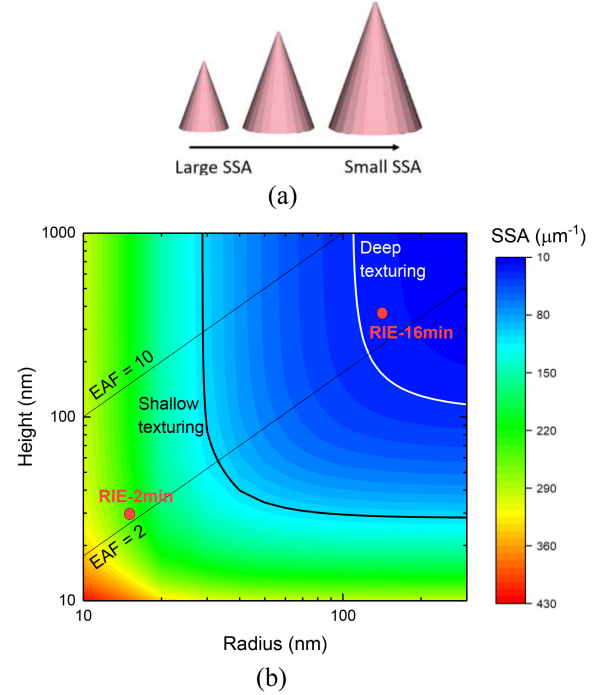 Large SSA
Small SSA
(a)
SSA (μm⁻¹)
1000
100
10
Height (nm)
EAF = 10
EAF = 2
Shallow
texturing
Deep
texturing
RIE-16min
RIE-2min
10
100
Radius (nm)
10
80
150
220
290
360
430
(b)